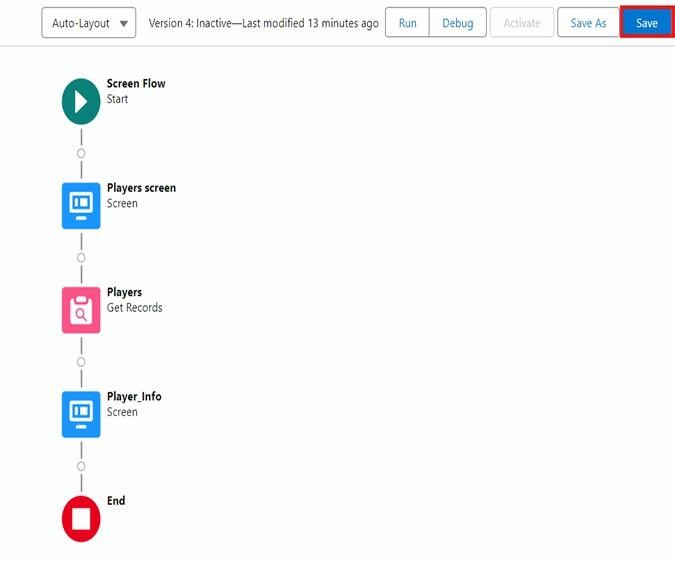 Auto-Layout Version 4: Inactive—Last modified 13 minutes ago Run Debug Activate Save As Save
Screen Flow
Start
Players screen
Screen
Players
Get Records
Player_Info
Screen
End